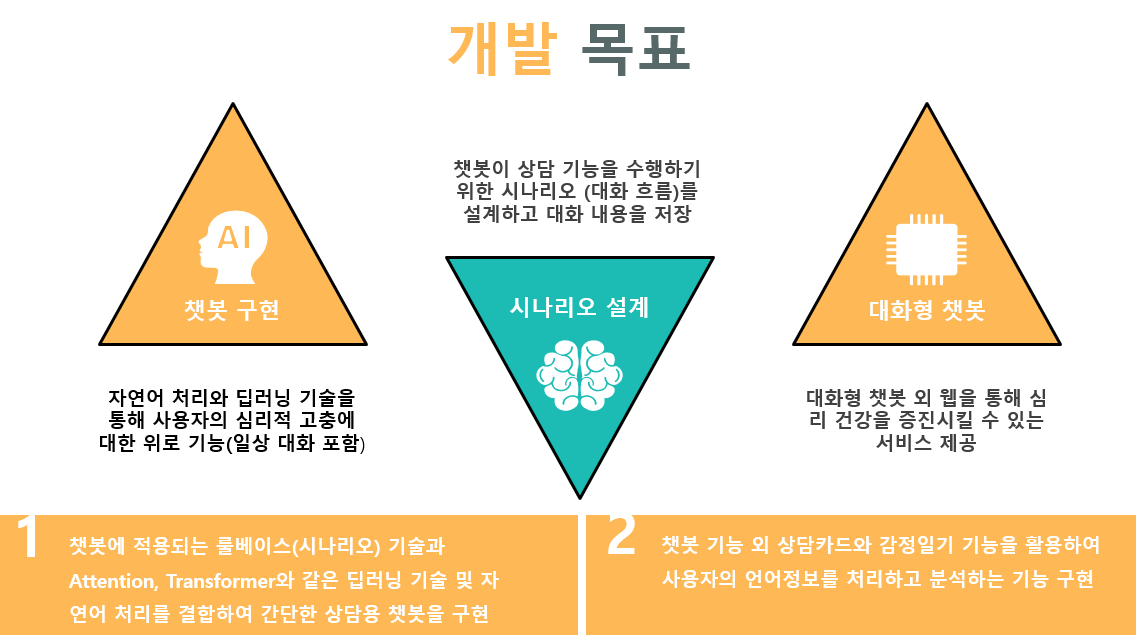 개발 목표
AI
챗봇 구현
자연어 처리와 딥러닝 기술을
통해 사용자의 심리적 고충에
대한 위로 기능(일상 대화 포함)
챗봇이 상담 기능을 수행하기
위한 시나리오 (대화 흐름)를
설계하고 대화 내용을 저장
시나리오 설계
대화형 챗봇
대화형 챗봇 외 웹을 통해 심
리 건강을 증진시킬 수 있는
서비스 제공
1
챗봇에 적용되는 룰베이스(시나리오) 기술과
Attention, Transformer와 같은 딥러닝 기술 및 자
연어 처리를 결합하여 간단한 상담용 챗봇을 구현
2
챗봇 기능 외 상담카드와 감정일기 기능을 활용하여
사용자의 언어정보를 처리하고 분석하는 기능 구현